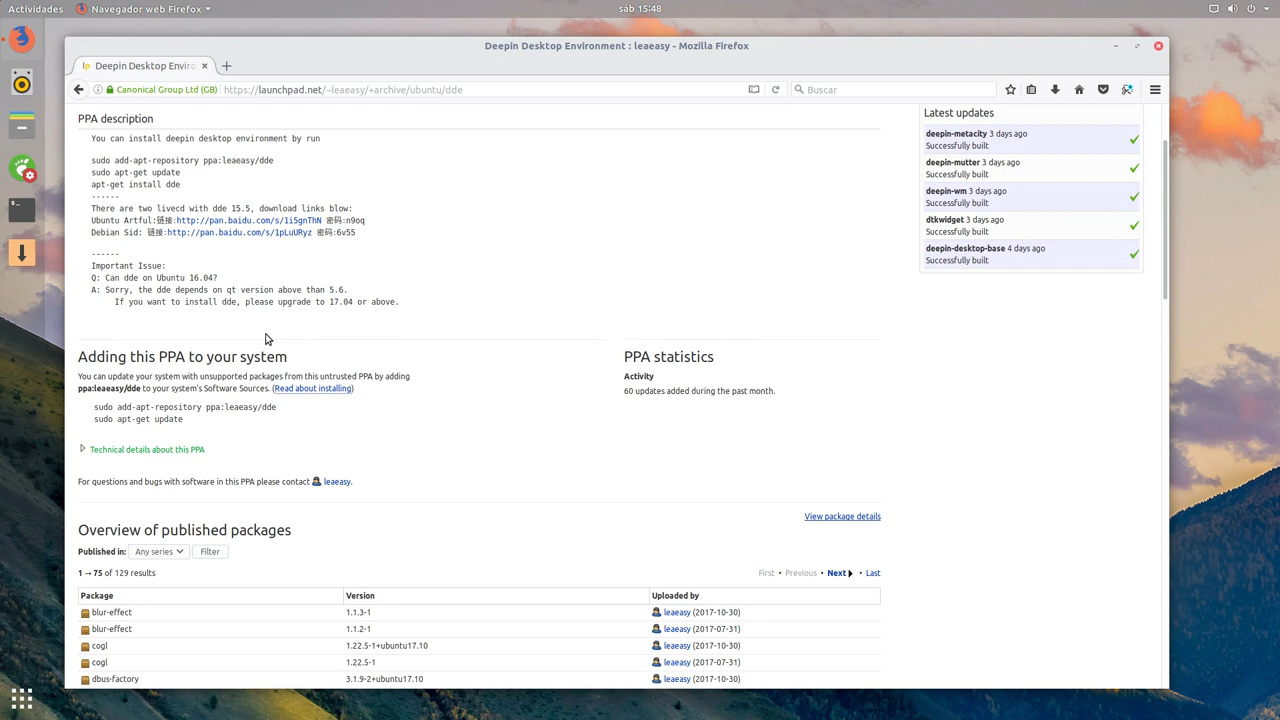 Actividades
Navegador web Firefox
sáb 15:48
Deepin Desktop Environment : leaeasy - Mozilla Firefox
lp Deepin Desktop Enviro
Canonical Group Ltd (GB)
https://launchpad.net/~leaeasy/+archive/ubuntu/dde
Buscar
PPA description
You can install deepin desktop environment by run
sudo add-apt-repository ppa:leaeasy/dde
sudo apt-get update
apt-get install dde
------
There are two livecd with dde 15.5, download links blow:
Ubuntu Artful:链接:http://pan.baidu.com/s/1i5gnThN 密码:n9oq
Debian Sid: 链接:http://pan.baidu.com/s/1pLuURyz 密码:6v55
------
Important Issue:
Q: Can dde on Ubuntu 16.04?
A: Sorry, the dde depends on qt version above than 5.6.
If you want to install dde, please upgrade to 17.04 or above.
Latest updates
deepin-metacity 3 days ago
Successfully built
deepin-mutter 3 days ago
Successfully built
deepin-wm 3 days ago
Successfully built
dtkwidget 3 days ago
Successfully built
deepin-desktop-base 4 days ago
Successfully built
Adding this PPA to your system
You can update your system with unsupported packages from this untrusted PPA by adding
ppa:leaeasy/dde to your system's Software Sources. (Read about installing)
sudo add-apt-repository ppa:leaeasy/dde
sudo apt-get update
Technical details about this PPA
For questions and bugs with software in this PPA please contact leaeasy.
PPA statistics
Activity
60 updates added during the past month.
View package details
Overview of published packages
Published in: Any series Filter
1 → 75 of 129 results
First • Previous • Next • Last
Package Version Uploaded by
blur-effect 1.1.3-1 leaeasy (2017-10-30)
blur-effect 1.1.2-1 leaeasy (2017-07-31)
cogl 1.22.5-1+ubuntu17.10 leaeasy (2017-10-30)
cogl 1.22.5-1 leaeasy (2017-07-31)
dbus-factory 3.1.9-2+ubuntu17.10 leaeasy (2017-10-30)